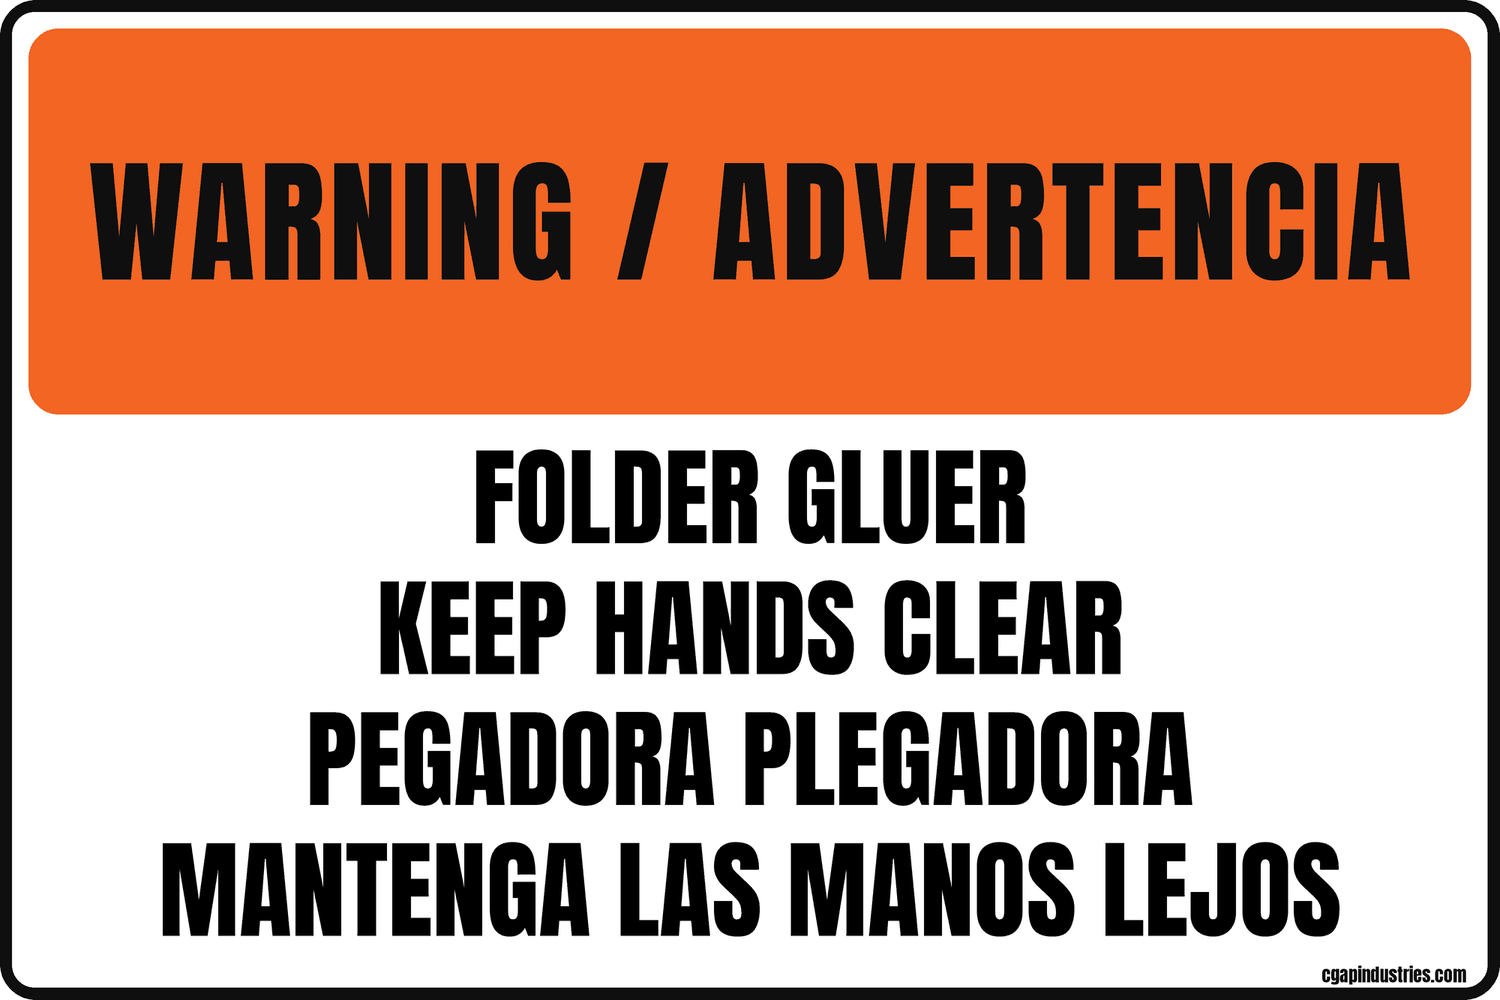 WARNING / ADVERTENCIA
FOLDER GLUER
KEEP HANDS CLEAR
PEGADORA PLEGADORA
MANTENGA LAS MANOS LEJOS
cgapindustries.com